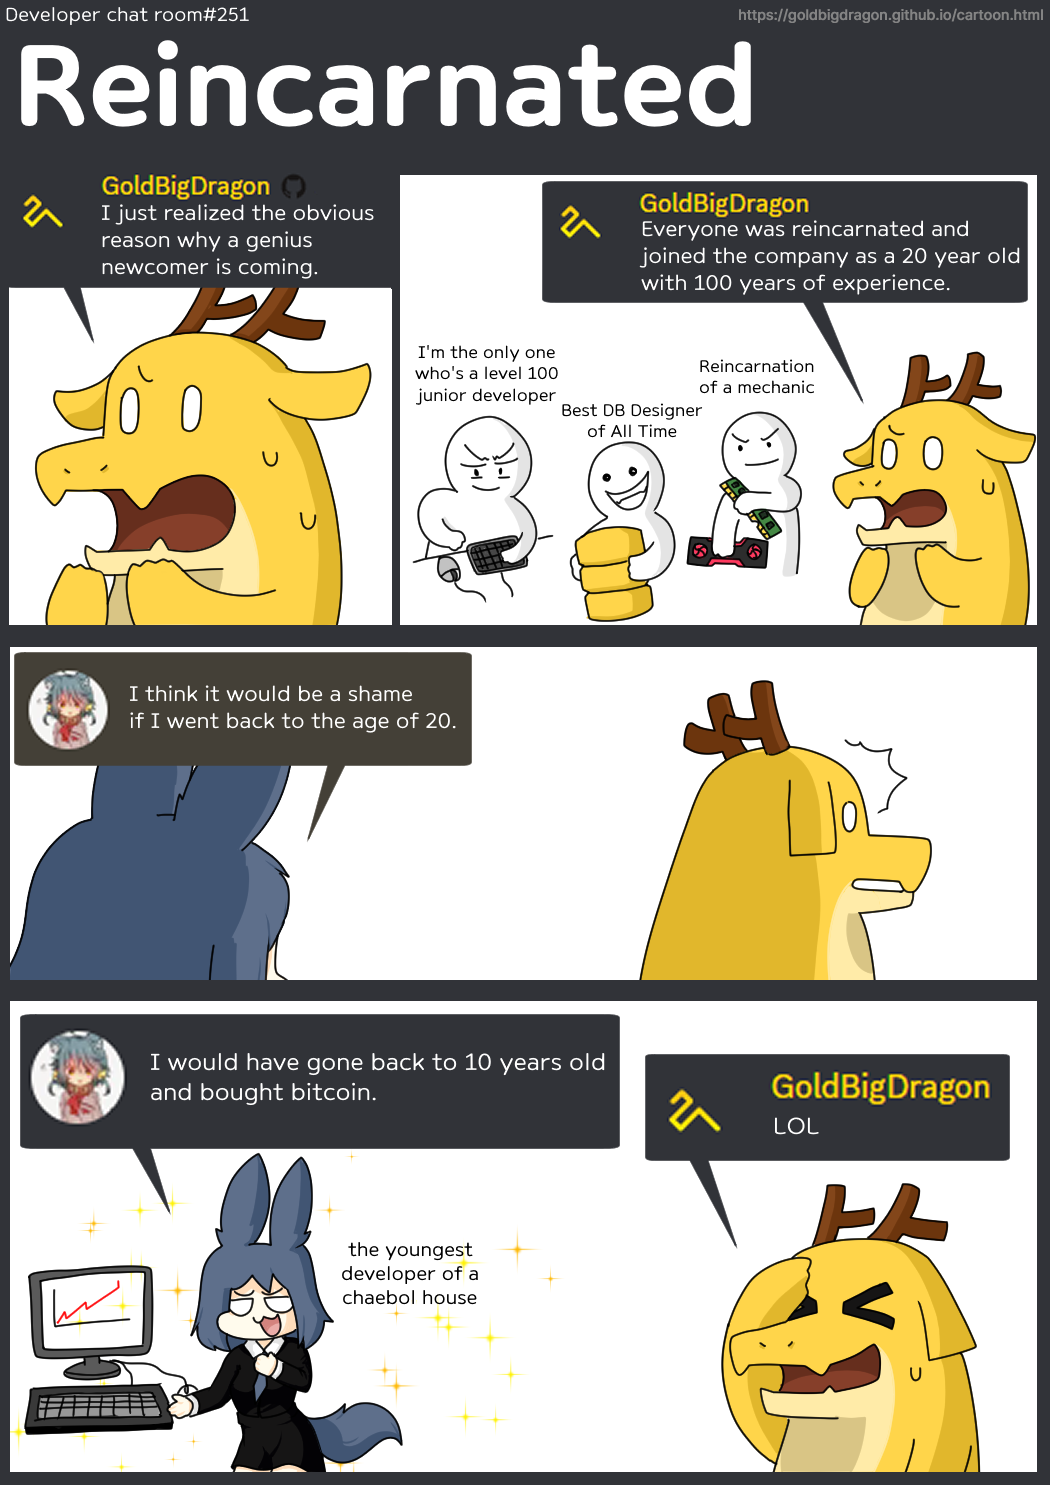 Developer chat room#251
https://goldbigdragon.github.io/cartoon.html
Reincarnated
GoldBigDragon
I just realized the obvious
reason why a genius
newcomer is coming.
GoldBigDragon
Everyone was reincarnated and
joined the company as a 20 year old
with 100 years of experience.
I'm the only one
who's a level 100
junior developer
Best DB Designer
of All Time
Reincarnation
of a mechanic
I think it would be a shame
if I went back to the age of 20.
I would have gone back to 10 years old
and bought bitcoin.
GoldBigDragon
LOL
the youngest
developer of a
chaebol house